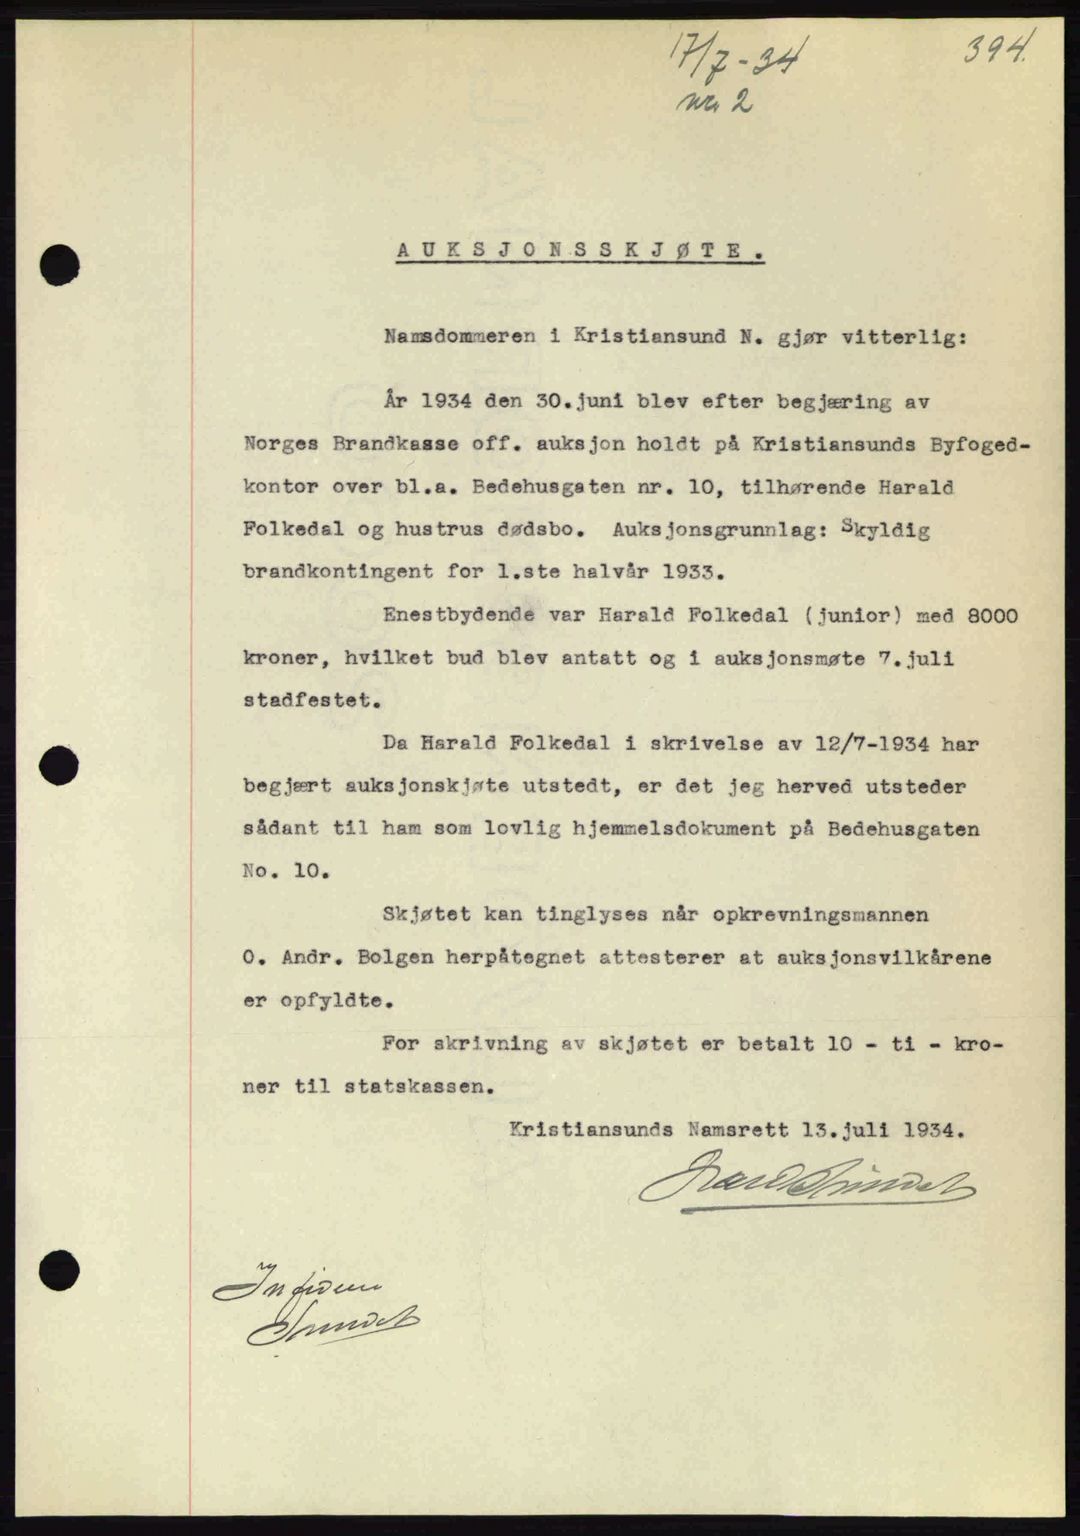 17/7-34
394.
nr. 2
AUKSJONSSKJØTE.
Namsdommeren i Kristiansund N. gjør vitterlig:
År 1934 den 30.juni blev efter begjæring av
Norges Brandkasse off. auksjon holdt på Kristiansunds Byfoged-
kontor over bl.a. Bedehusgaten nr. 10, tilhørende Harald
Folkedal og hustrus dødsbo.  Auksjonsgrunnlag: Skyldig
brandkontingent for 1.ste halvår 1933.
Enestbydende var Harald Folkedal (junior) med 8000
kroner, hvilket bud blev antatt og i auksjonsmøte 7.juli
stadfestet.
Da Harald Folkedal i skrivelse av 12/7-1934 har
begjært auksjonskjøte utstedt, er det jeg herved utsteder
sådant til ham som lovlig hjemmelsdokument på Bedehusgaten
No. 10.
Skjøtet kan tinglyses når opkrevningsmannen
O. Andr. Bolgen herpåtegnet attesterer at auksjonsvilkårene
er opfyldte.
For skrivning av skjøtet er betalt 10 - ti - kro-
ner til statskassen.
Kristiansunds Namsrett 13.juli 1934.
In fidem